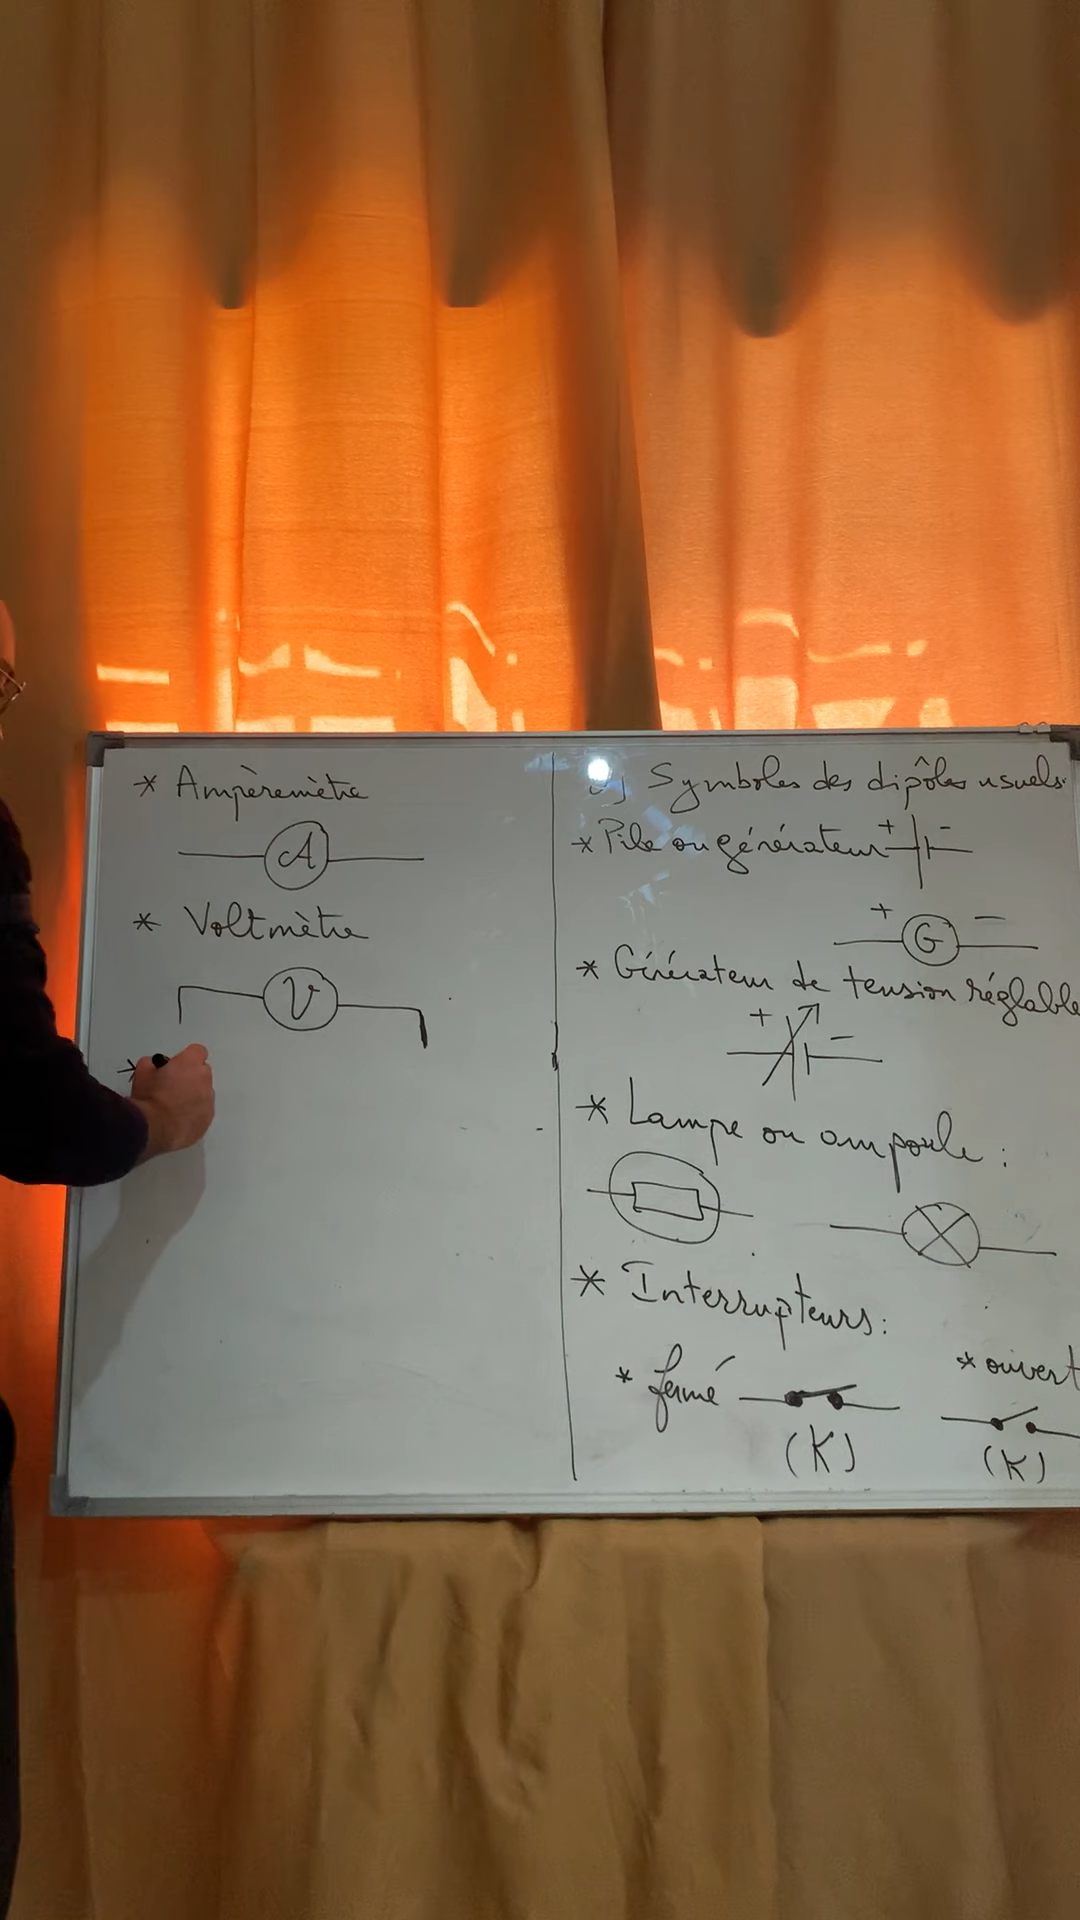 * Ampèremètre
A
* Voltmètre
V
*
) Symboles des dipôles usuels.
* Pile ou générateur + -
+ G -
* Générateur de tension réglable
+ -
* Lampe ou ampoule :
* Interrupteurs :
* fermé
(K)
* ouvert
(K)